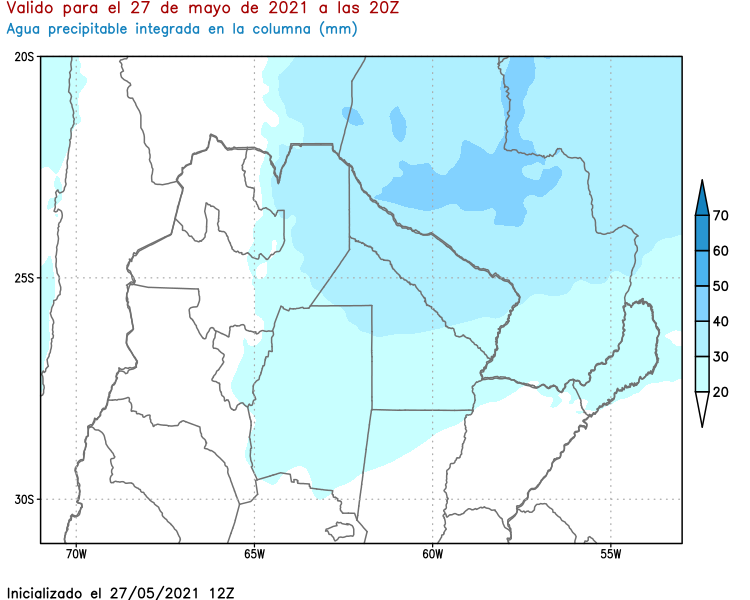 Valido para el 27 de mayo de 2021 a las 20Z
Agua precipitable integrada en la columna (mm)
20S
25S
30S
70W
65W
60W
55W
70
60
50
40
30
20
Inicializado el 27/05/2021 12Z